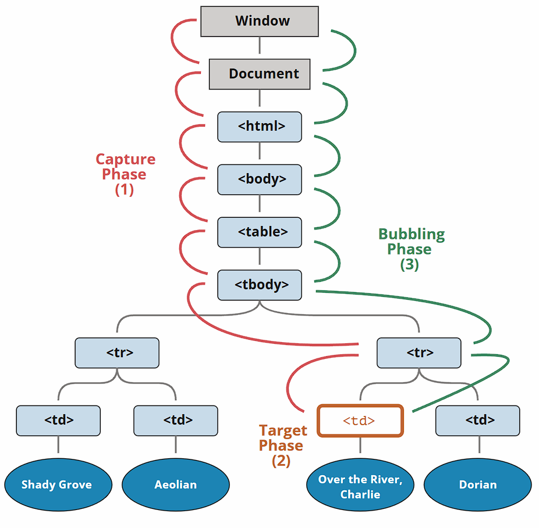 Window
Document
<html>
Capture
Phase
(1)
<body>
<table>
Bubbling
Phase
(3)
<tbody>
<tr>
<tr>
<td>
<td>
<td>
<td>
Target
Phase
(2)
Shady Grove
Aeolian
Over the River,
Charlie
Dorian